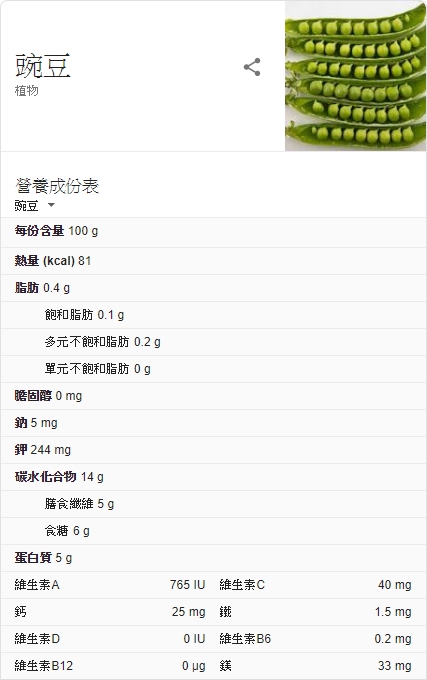 豌豆
植物
營養成份表
豌豆
每份含量 100 g
熱量 (kcal) 81
脂肪 0.4 g
飽和脂肪 0.1 g
多元不飽和脂肪 0.2 g
單元不飽和脂肪 0 g
膽固醇 0 mg
鈉 5 mg
鉀 244 mg
碳水化合物 14 g
膳食纖維 5 g
食糖 6 g
蛋白質 5 g
維生素A 765 IU 維生素C 40 mg
鈣 25 mg 鐵 1.5 mg
維生素D 0 IU 維生素B6 0.2 mg
維生素B12 0 µg 鎂 33 mg